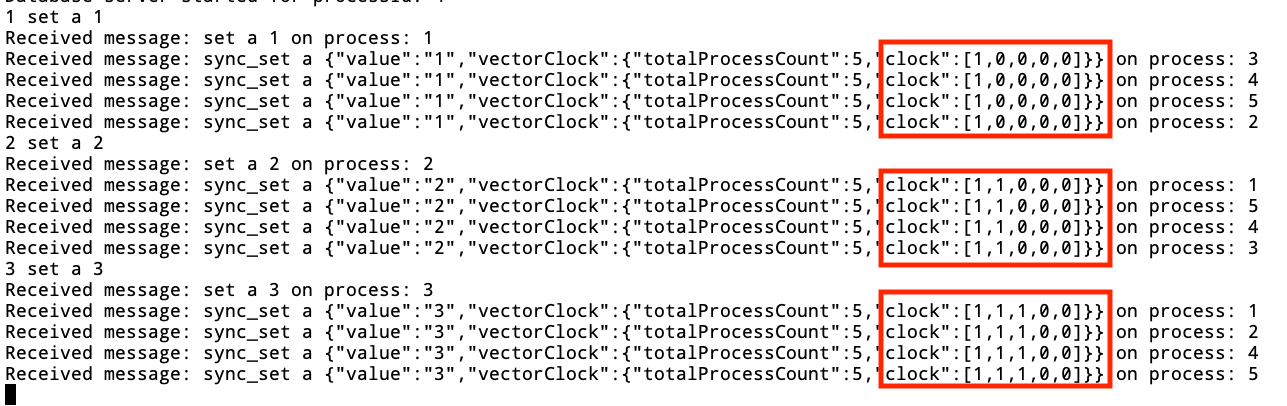 1 set a 1
Received message: set a 1 on process: 1
Received message: sync_set a {"value":"1","vectorClock":{"totalProcessCount":5,"clock":[1,0,0,0,0]}} on process: 3
Received message: sync_set a {"value":"1","vectorClock":{"totalProcessCount":5,"clock":[1,0,0,0,0]}} on process: 4
Received message: sync_set a {"value":"1","vectorClock":{"totalProcessCount":5,"clock":[1,0,0,0,0]}} on process: 5
Received message: sync_set a {"value":"1","vectorClock":{"totalProcessCount":5,"clock":[1,0,0,0,0]}} on process: 2
2 set a 2
Received message: set a 2 on process: 2
Received message: sync_set a {"value":"2","vectorClock":{"totalProcessCount":5,"clock":[1,1,0,0,0]}} on process: 1
Received message: sync_set a {"value":"2","vectorClock":{"totalProcessCount":5,"clock":[1,1,0,0,0]}} on process: 5
Received message: sync_set a {"value":"2","vectorClock":{"totalProcessCount":5,"clock":[1,1,0,0,0]}} on process: 4
Received message: sync_set a {"value":"2","vectorClock":{"totalProcessCount":5,"clock":[1,1,0,0,0]}} on process: 3
3 set a 3
Received message: set a 3 on process: 3
Received message: sync_set a {"value":"3","vectorClock":{"totalProcessCount":5,"clock":[1,1,1,0,0]}} on process: 1
Received message: sync_set a {"value":"3","vectorClock":{"totalProcessCount":5,"clock":[1,1,1,0,0]}} on process: 2
Received message: sync_set a {"value":"3","vectorClock":{"totalProcessCount":5,"clock":[1,1,1,0,0]}} on process: 4
Received message: sync_set a {"value":"3","vectorClock":{"totalProcessCount":5,"clock":[1,1,1,0,0]}} on process: 5